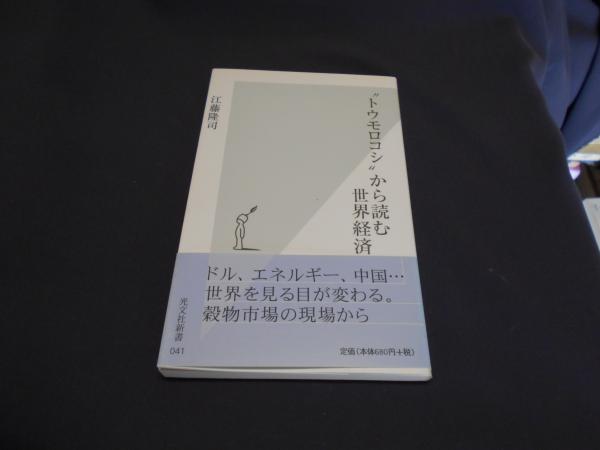 〝トウモロコシ〟から読む
世界経済
江藤隆司
ドル、エネルギー、中国…
世界を見る目が変わる。
穀物市場の現場から
光文社新書
041
定価(本体680円+税)